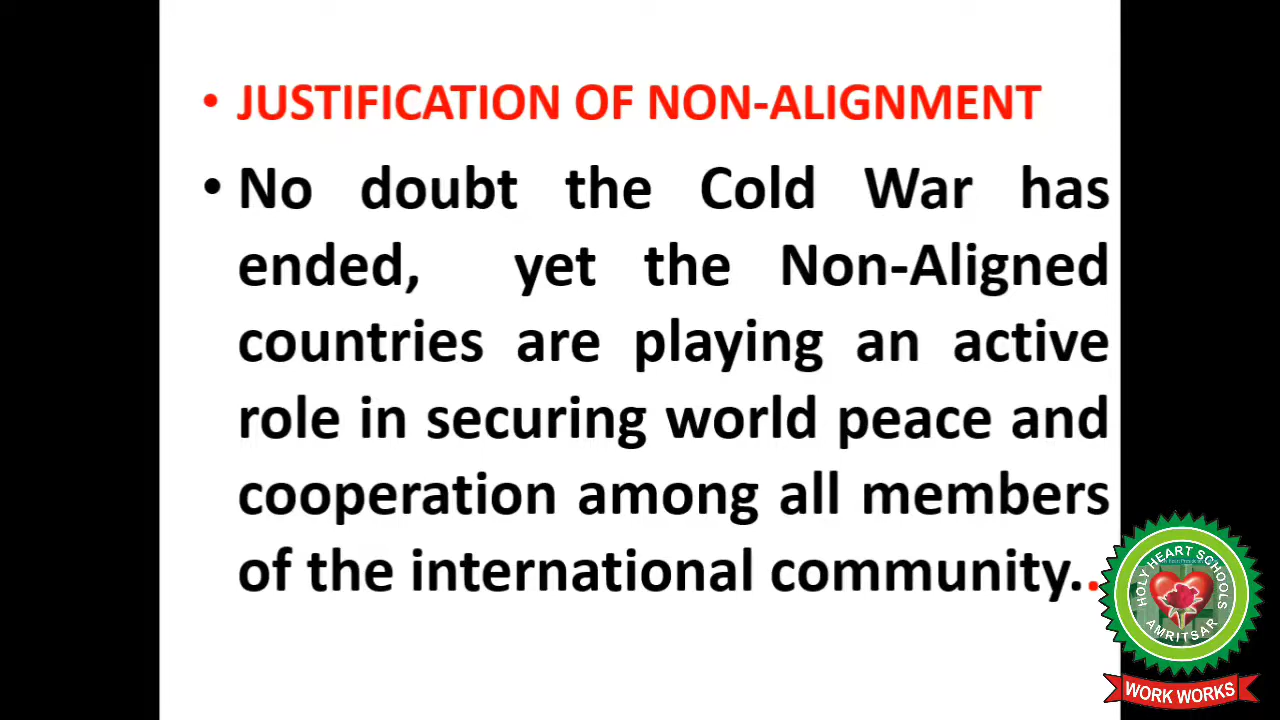 • JUSTIFICATION OF NON-ALIGNMENT
• No doubt the Cold War has
ended, yet the Non-Aligned
countries are playing an active
role in securing world peace and
cooperation among all members
of the international community..
HOLY HEART SCHOOLS
AMRITSAR
WORK WORKS